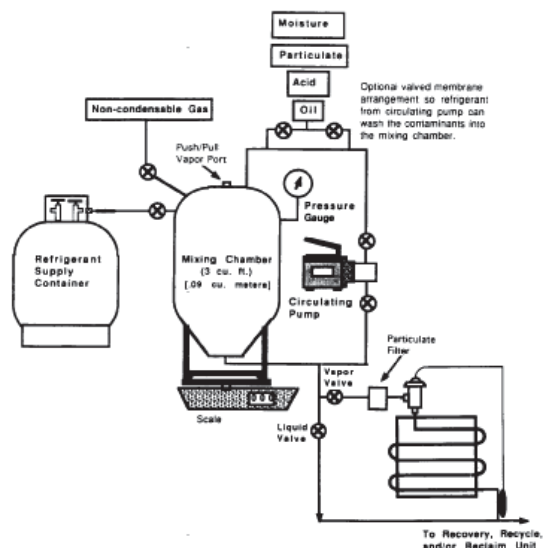 Moisture
Particulate
Acid
Oil
Optional valved membrane
arrangement so refrigerant
from circulating pump can
wash the contaminants into
the mixing chamber.
Non-condensable Gas
Push/Pull
Vapor Port
Pressure
Gauge
Refrigerant
Supply
Container
Mixing Chamber
(3 cu. ft.)
[.09 cu. meters]
Circulating
Pump
Particulate
Filter
Vapor
Valve
Scale
Liquid
Valve
To Recovery, Recycle,
and/or Reclaim Unit